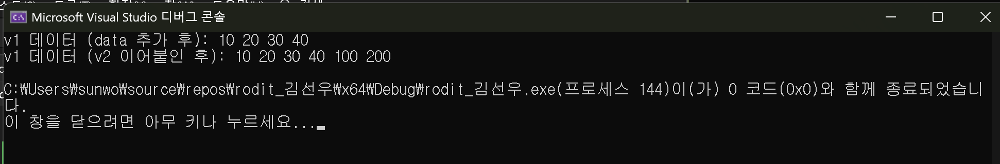 Microsoft Visual Studio 디버그 콘솔
v1 데이터 (data 추가 후): 10 20 30 40
v1 데이터 (v2 이어붙인 후): 10 20 30 40 100 200
C:₩Users₩sunwo₩source₩repos₩rodit_김선우₩x64₩Debug₩rodit_김선우.exe(프로세스 144)이(가) 0 코드(0x0)와 함께 종료되었습니
다.
이 창을 닫으려면 아무 키나 누르세요...